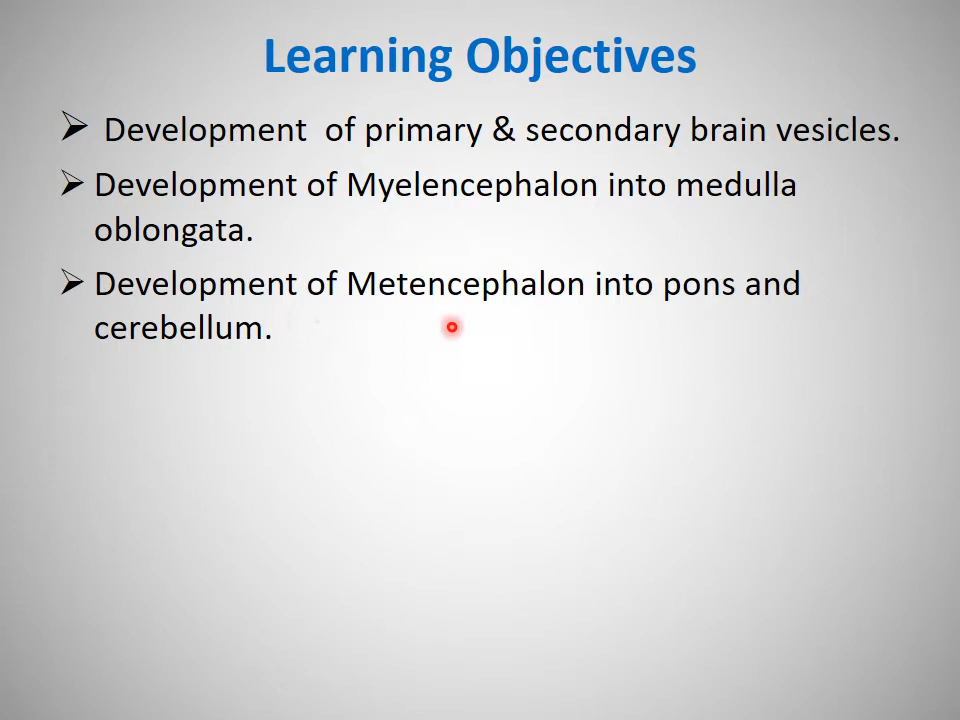 Learning Objectives
Development of primary & secondary brain vesicles.
Development of Myelencephalon into medulla
oblongata.
Development of Metencephalon into pons and
cerebellum.